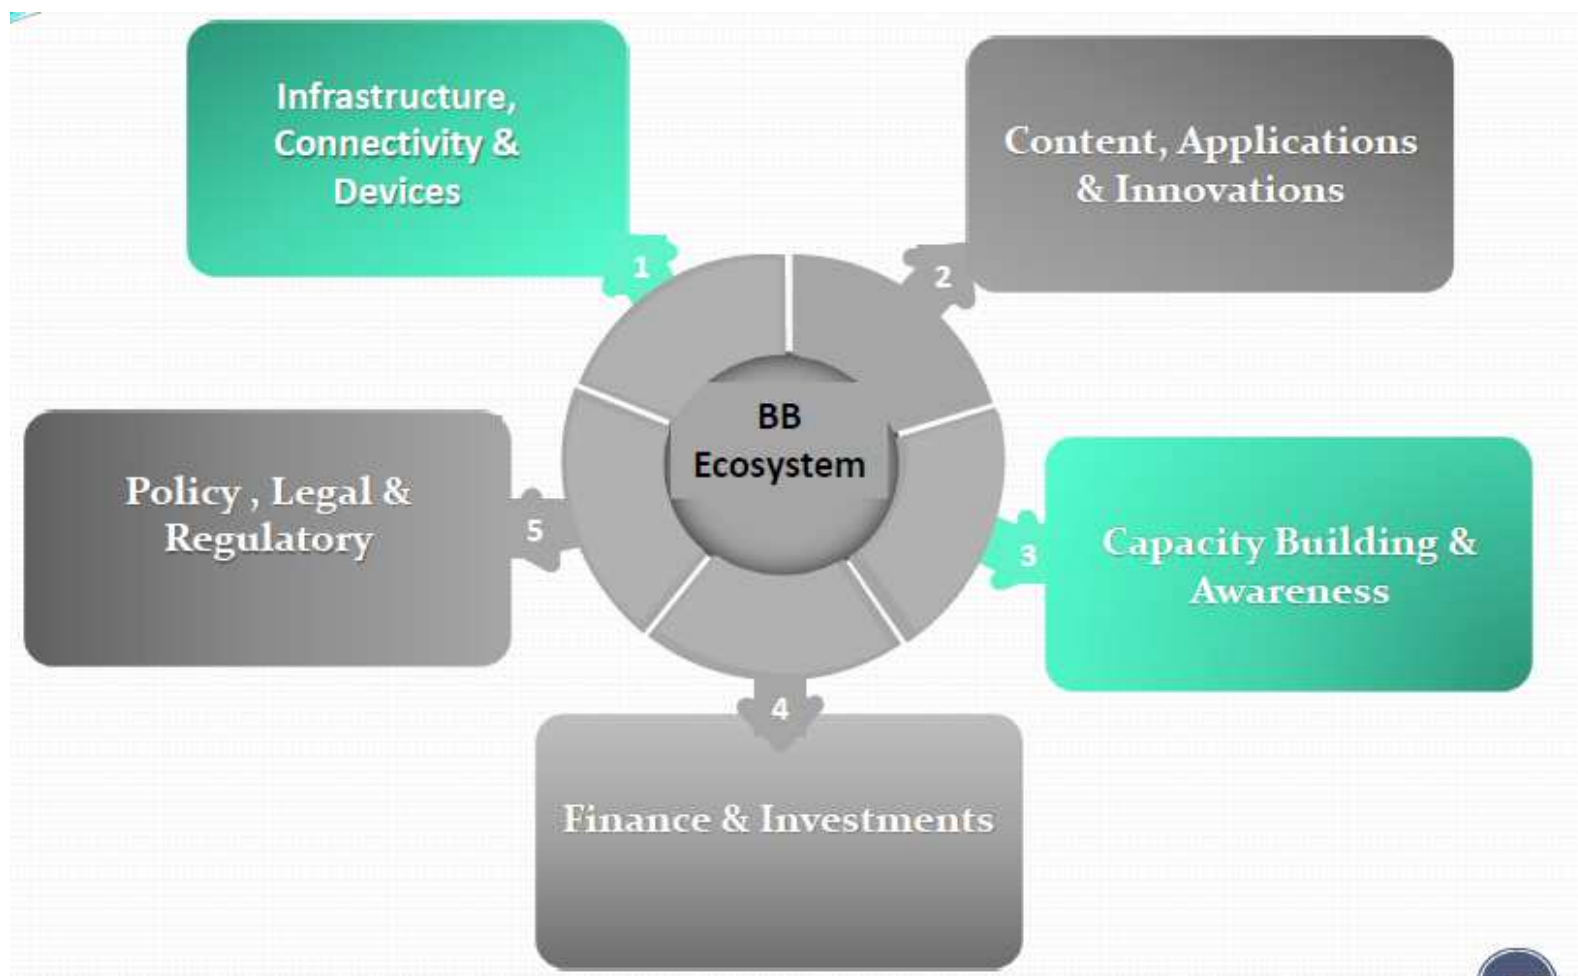 Infrastructure,
Connectivity &
Devices
1
Content, Applications
& Innovations
2
BB
Ecosystem
Capacity Building &
Awareness
3
Finance & Investments
4
Policy , Legal &
Regulatory
5